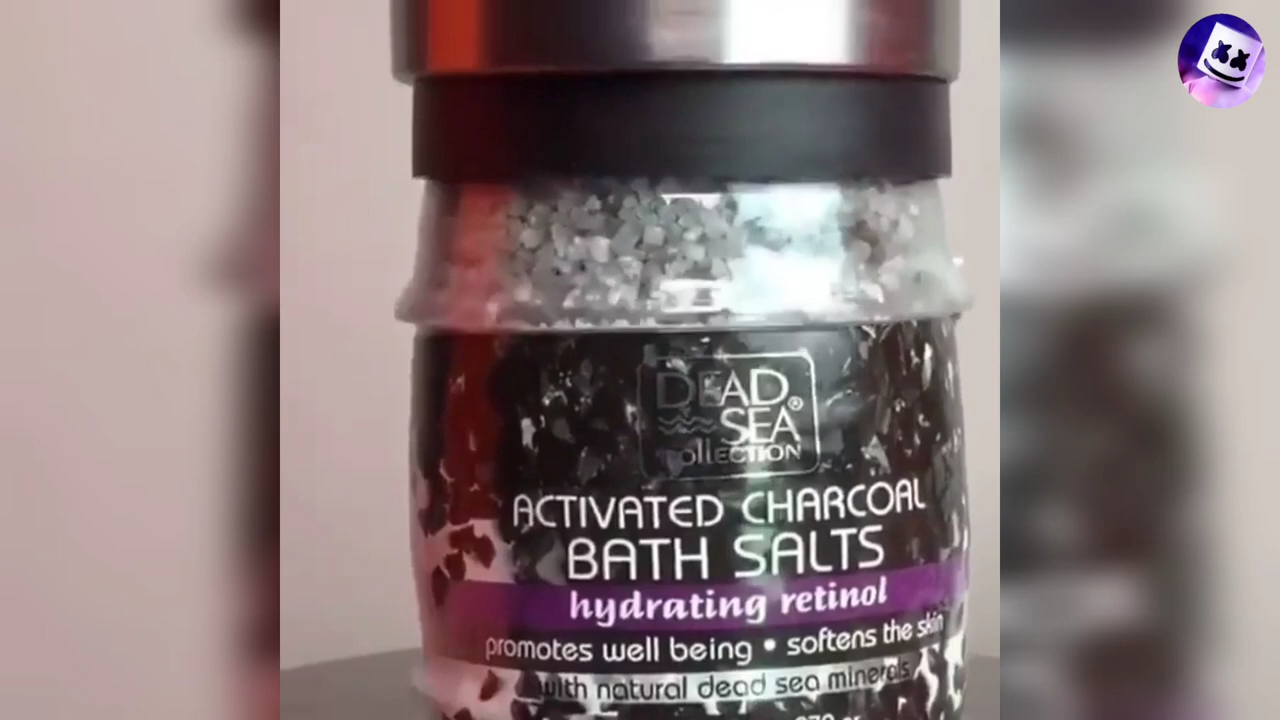 DEAD
SEA®
COLLECTION
ACTIVATED CHARCOAL
BATH SALTS
hydrating retinol
promotes well being • softens the skin
with natural dead sea minerals